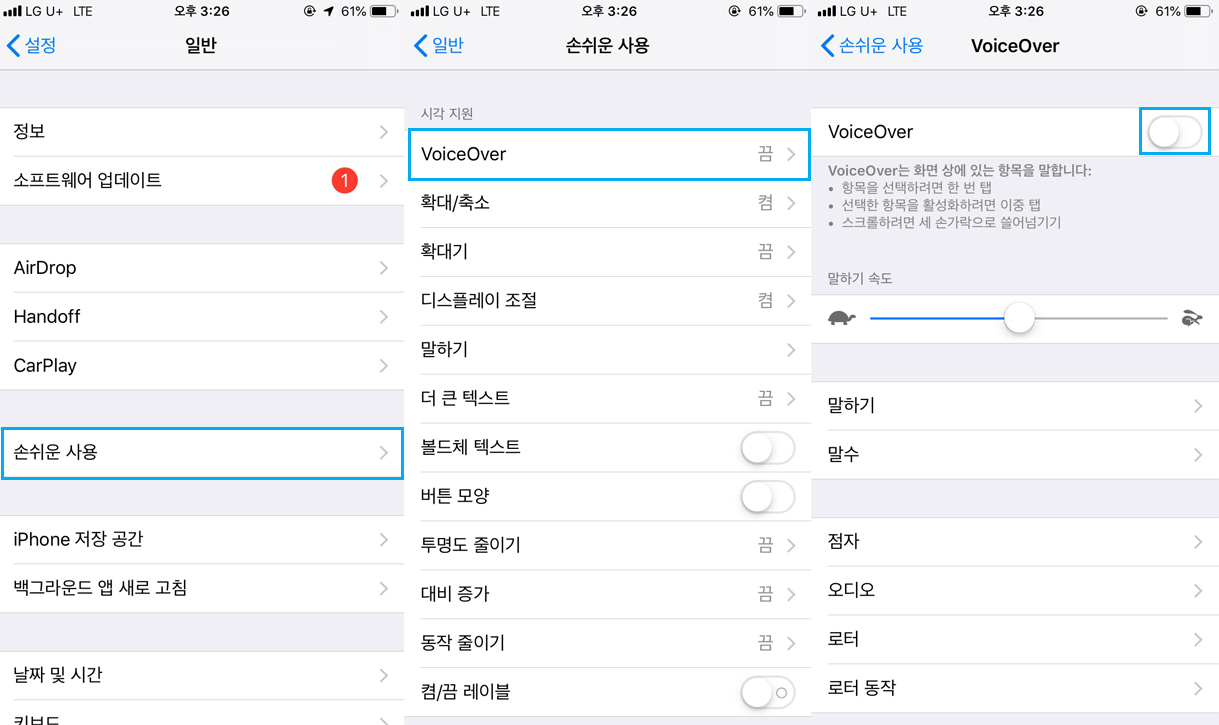 LG U+ LTE 오후 3:26 61%
설정 일반
정보
소프트웨어 업데이트 1
AirDrop
Handoff
CarPlay
손쉬운 사용
iPhone 저장 공간
백그라운드 앱 새로 고침
날짜 및 시간
키보드
LG U+ LTE 오후 3:26 61%
일반 손쉬운 사용
시각 지원
VoiceOver 끔
확대/축소 켬
확대기 끔
디스플레이 조절 켬
말하기
더 큰 텍스트 끔
볼드체 텍스트
버튼 모양
투명도 줄이기 끔
대비 증가 끔
동작 줄이기 끔
켬/끔 레이블
LG U+ LTE 오후 3:26 61%
손쉬운 사용 VoiceOver
VoiceOver
VoiceOver는 화면 상에 있는 항목을 말합니다:
• 항목을 선택하려면 한 번 탭
• 선택한 항목을 활성화하려면 이중 탭
• 스크롤하려면 세 손가락으로 쓸어넘기기
말하기 속도
말하기
말수
점자
오디오
로터
로터 동작